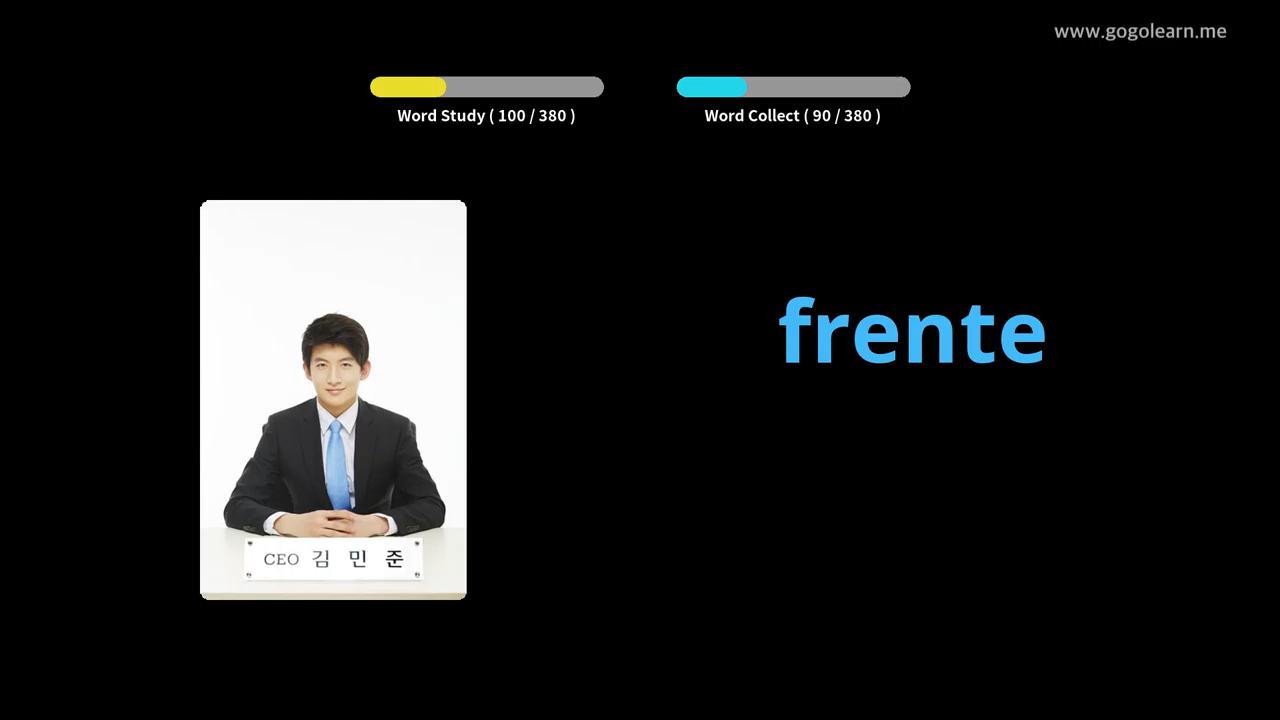 www.gogolearn.me
Word Study ( 100 / 380 )
Word Collect ( 90 / 380 )
frente
CEO 김 민 준